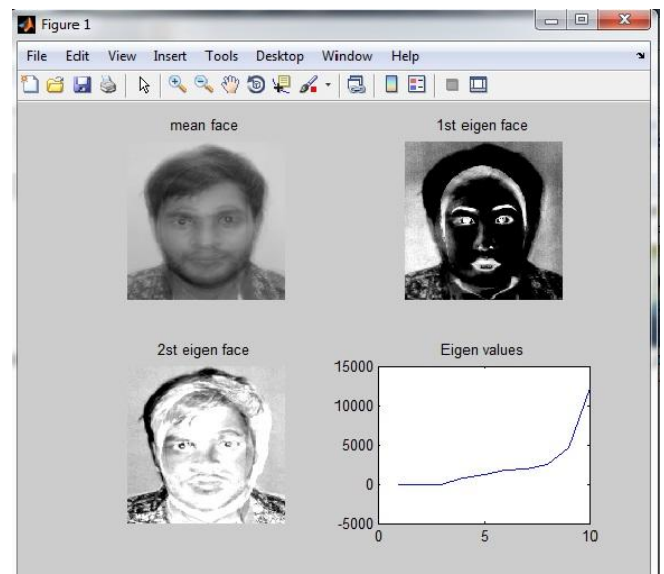 Figure 1
File Edit View Insert Tools Desktop Window Help
mean face
1st eigen face
2st eigen face
Eigen values
15000
10000
5000
0
-5000
0 5 10